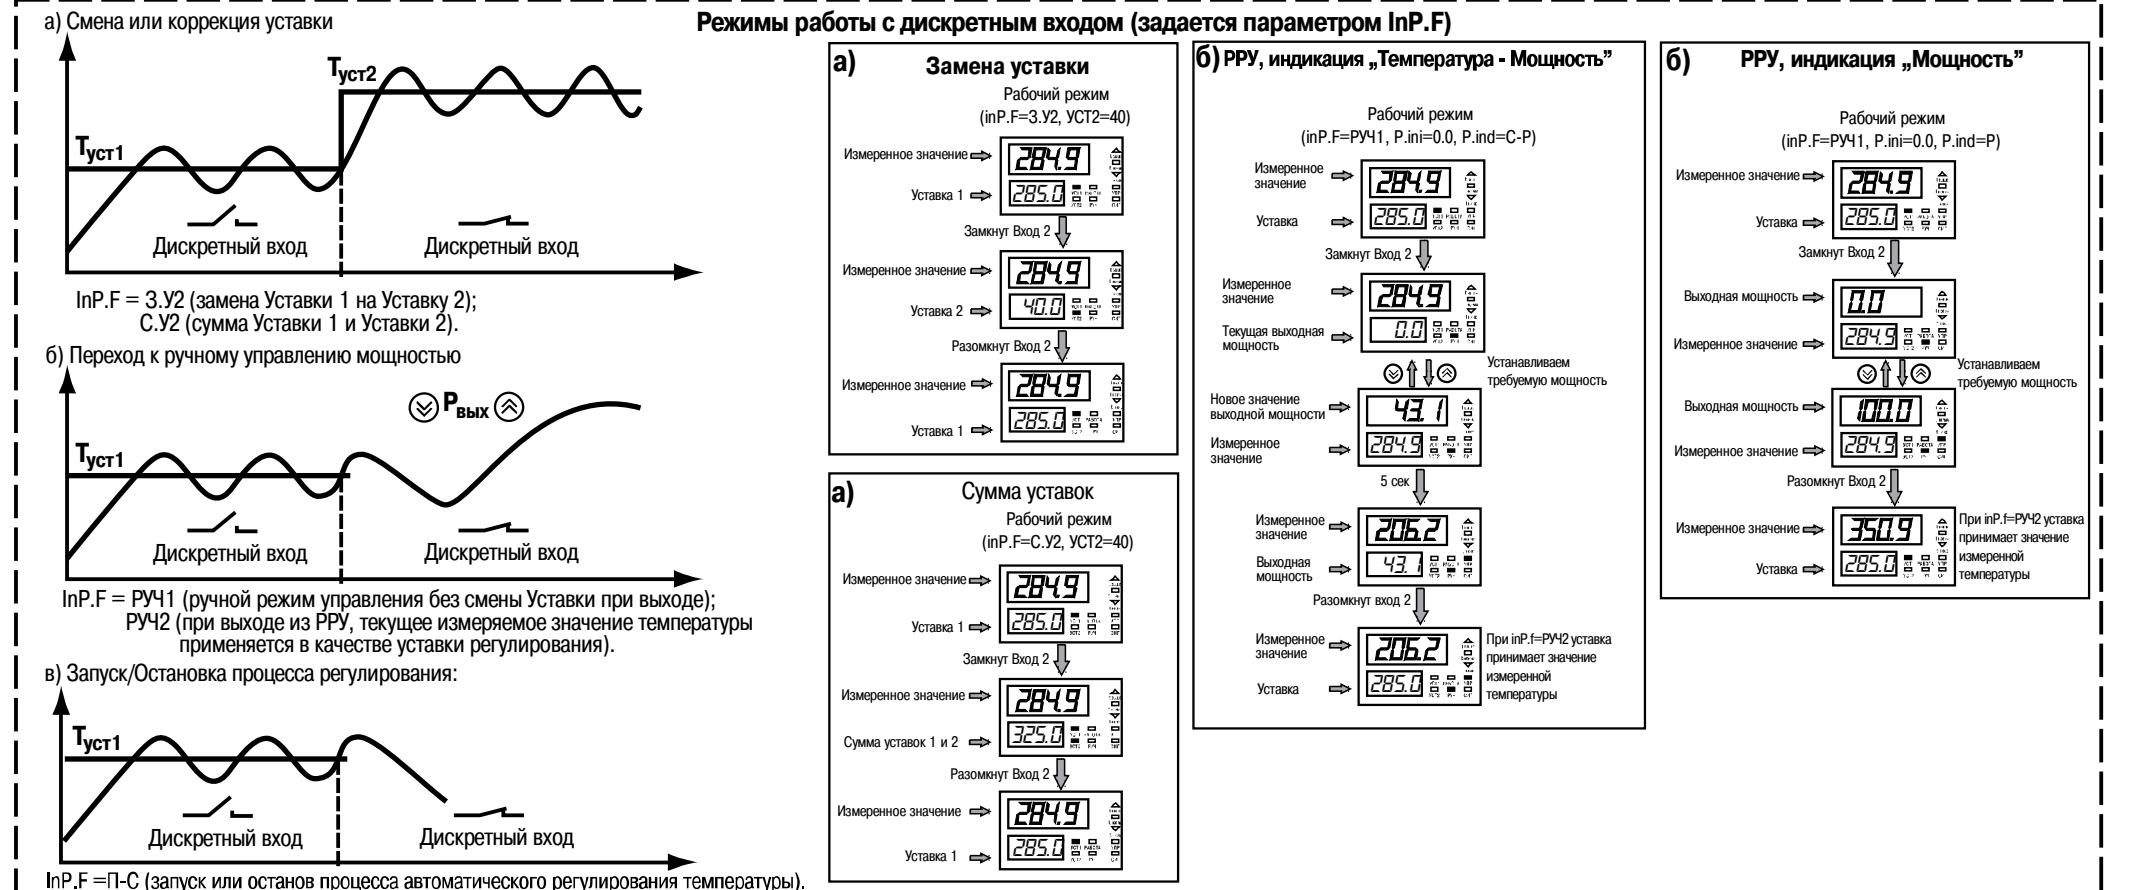 Режимы работы с дискретным входом (задается параметром InP.F)
а) Смена или коррекция уставки
Tуст2
Tуст1
Дискретный вход
Дискретный вход
InP.F = З.У2 (замена Уставки 1 на Уставку 2);
С.У2 (сумма Уставки 1 и Уставки 2).
б) Переход к ручному управлению мощностью
Pвых
Tуст1
Дискретный вход
Дискретный вход
InP.F = РУЧ1 (ручной режим управления без смены Уставки при выходе);
РУЧ2 (при выходе из РРУ, текущее измеряемое значение температуры
применяется в качестве уставки регулирования).
в) Запуск/Остановка процесса регулирования:
Tуст1
Дискретный вход
Дискретный вход
InP.F =П-С (запуск или останов процесса автоматического регулирования температуры).
а)
Замена уставки
Рабочий режим
(inP.F=З.У2, УСТ2=40)
Измеренное значение
284.9
Уставка 1
285.0
Замкнут Вход 2
Измеренное значение
284.9
Уставка 2
40.0
Разомкнут Вход 2
Измеренное значение
284.9
Уставка 1
285.0
а)
Сумма уставок
Рабочий режим
(inP.F=С.У2, УСТ2=40)
Измеренное значение
284.9
Уставка 1
285.0
Замкнут Вход 2
Измеренное значение
284.9
Сумма уставок 1 и 2
325.0
Разомкнут Вход 2
Измеренное значение
284.9
Уставка 1
285.0
б) РРУ, индикация „Температура - Мощность”
Рабочий режим
(inP.F=РУЧ1, P.ini=0.0, P.ind=C-P)
Измеренное
значение
284.9
Уставка
285.0
Замкнут Вход 2
Измеренное
значение
284.9
Текущая выходная
мощность
0.0
Устанавливаем
требуемую мощность
Новое значение
выходной мощности
43.1
Измеренное
значение
284.9
5 сек
Измеренное
значение
206.2
Выходная
мощность
43.1
Разомкнут вход 2
Измеренное
значение
206.2
Уставка
285.0
При inP.f=РУЧ2 уставка
принимает значение
измеренной
температуры
б)
РРУ, индикация „Мощность”
Рабочий режим
(inP.F=РУЧ1, P.ini=0.0, P.ind=P)
Измеренное значение
284.9
Уставка
285.0
Замкнут Вход 2
Выходная мощность
0.0
Измеренное значение
284.9
Устанавливаем
требуемую мощность
Выходная мощность
100.0
Измеренное значение
284.9
Разомкнут Вход 2
Измеренное значение
350.9
Уставка
285.0
При inP.f=РУЧ2 уставка
принимает значение
измеренной
температуры